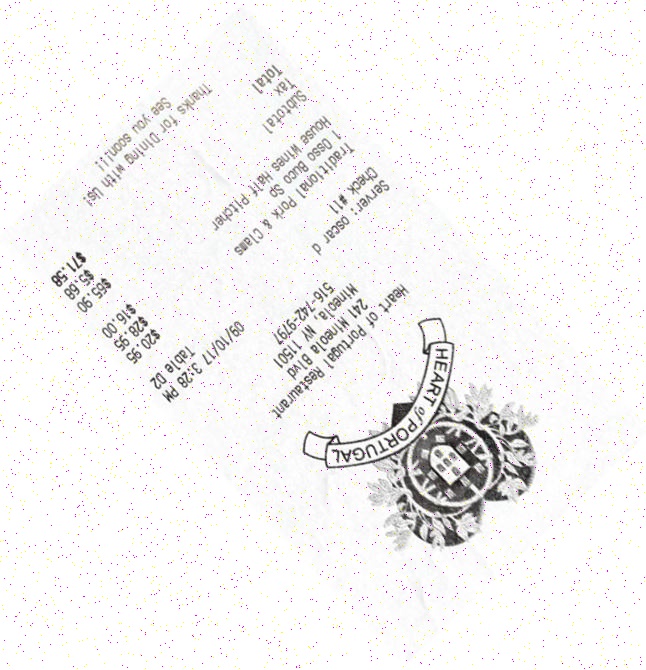 HEART of PORTUGAL
Heart of Portugal Restaurant
241 Mineola Blvd
Mineola, NY 11501
516-742-9797
Server: oscar d 09/10/17 3:28 PM
Check #11 Table D2
Traditional Pork & Clams $20.95
1 Osso Buco Sp $28.95
House Wines Half Pitcher $16.00
Subtotal $65.90
Tax $5.68
Total $71.58
Thanks for Dining with Us!
See you soon!!!